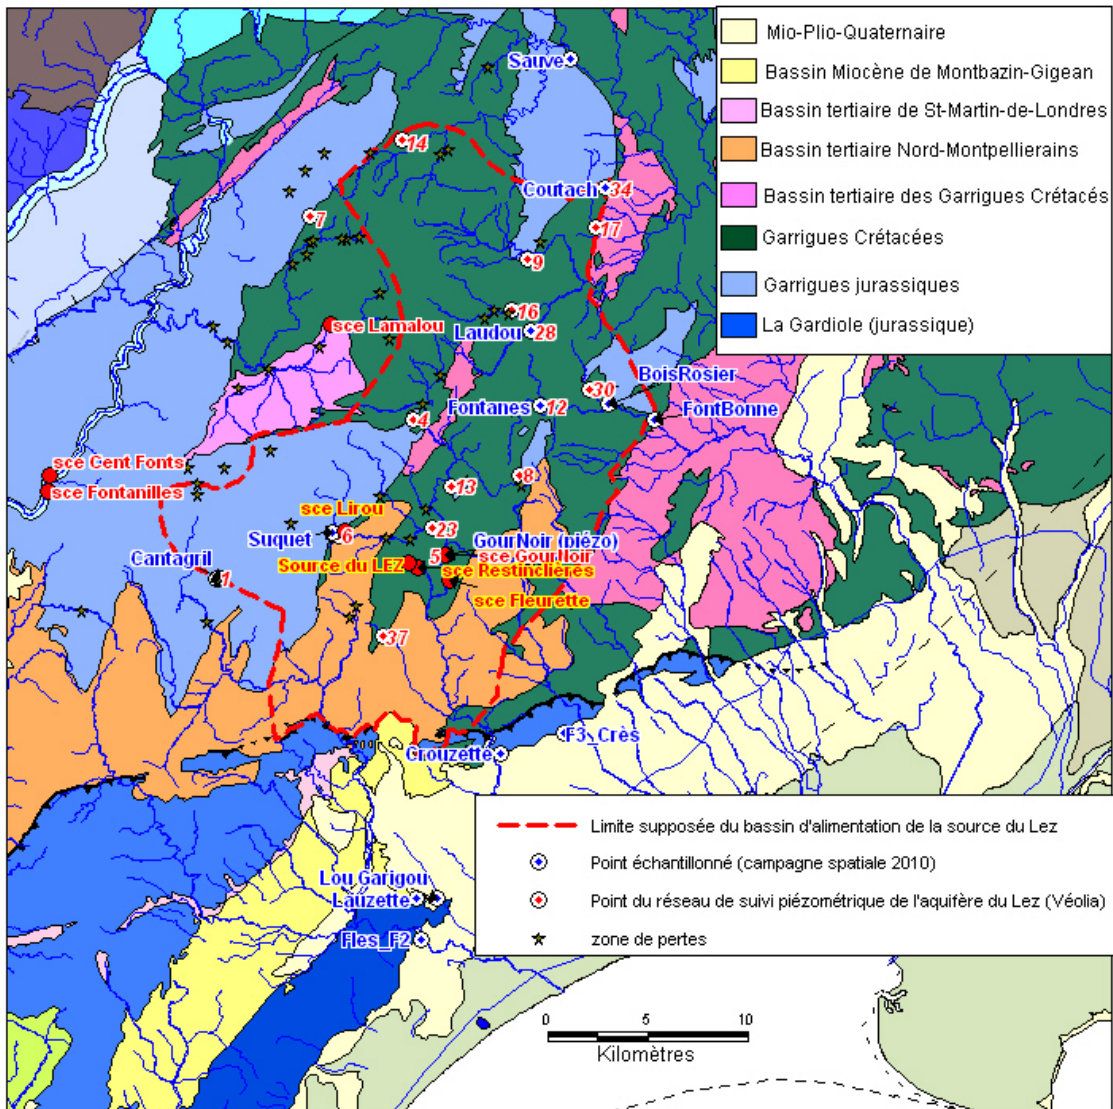 Mio-Plio-Quaternaire
Bassin Miocène de Montbazin-Gigean
Bassin tertiaire de St-Martin-de-Londres
Bassin tertiaire Nord-Montpellierains
Bassin tertiaire des Garrigues Crétacés
Garrigues Crétacées
Garrigues jurassiques
La Gardiole (jurassique)
Sauve
14
Coutach 34
7
17
9
16
sce Lamalou
Laudou 28
BoisRosier
30
Fontanes 12
FontBonne
4
sce Cent Fonts
8
sce Fontanilles
13
sce Lirou
23
Suquet 6
GourNoir (piézo)
5 sce GourNoir
Cantagril
Source du LEZ
sce Restinclières
1
sce Fleurette
37
F3_Crès
Crouzette
Lou Garigou
Lauzette
Fles_F2
Limite supposée du bassin d'alimentation de la source du Lez
Point échantillonné (campagne spatiale 2010)
Point du réseau de suivi piézométrique de l'aquifère du Lez (Véolia)
zone de pertes
0 5 10
Kilomètres